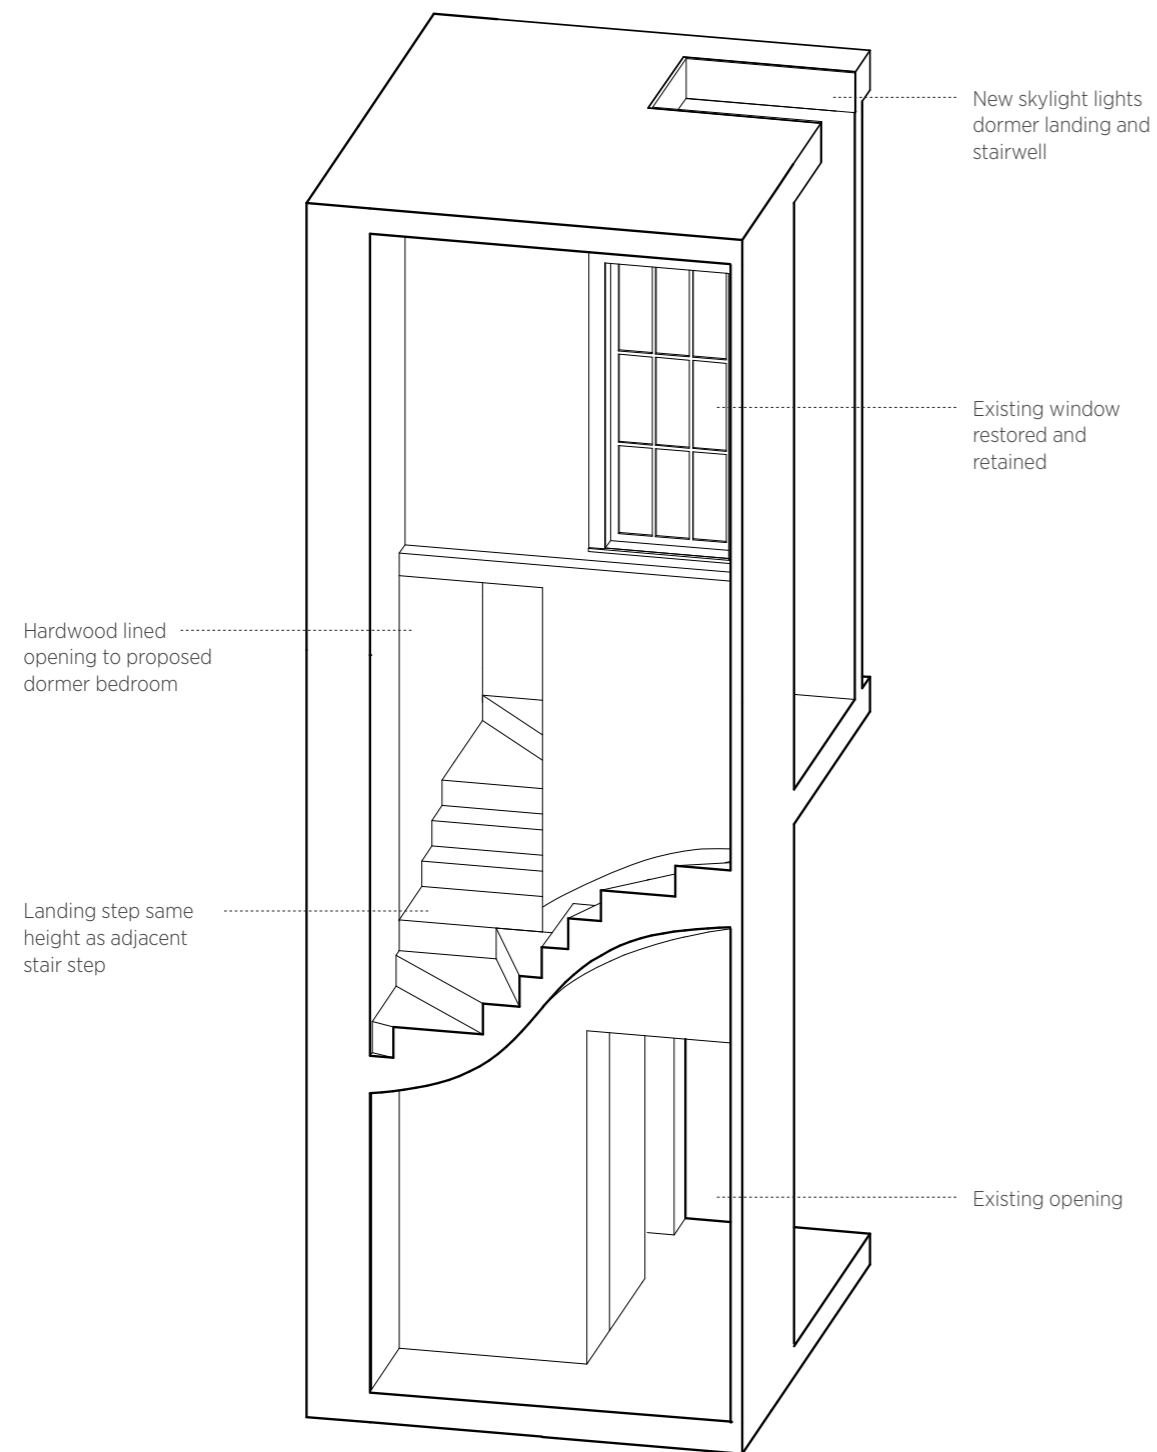 New skylight lights
dormer landing and
stairwell
Existing window
restored and
retained
Hardwood lined
opening to proposed
dormer bedroom
Landing step same
height as adjacent
stair step
Existing opening